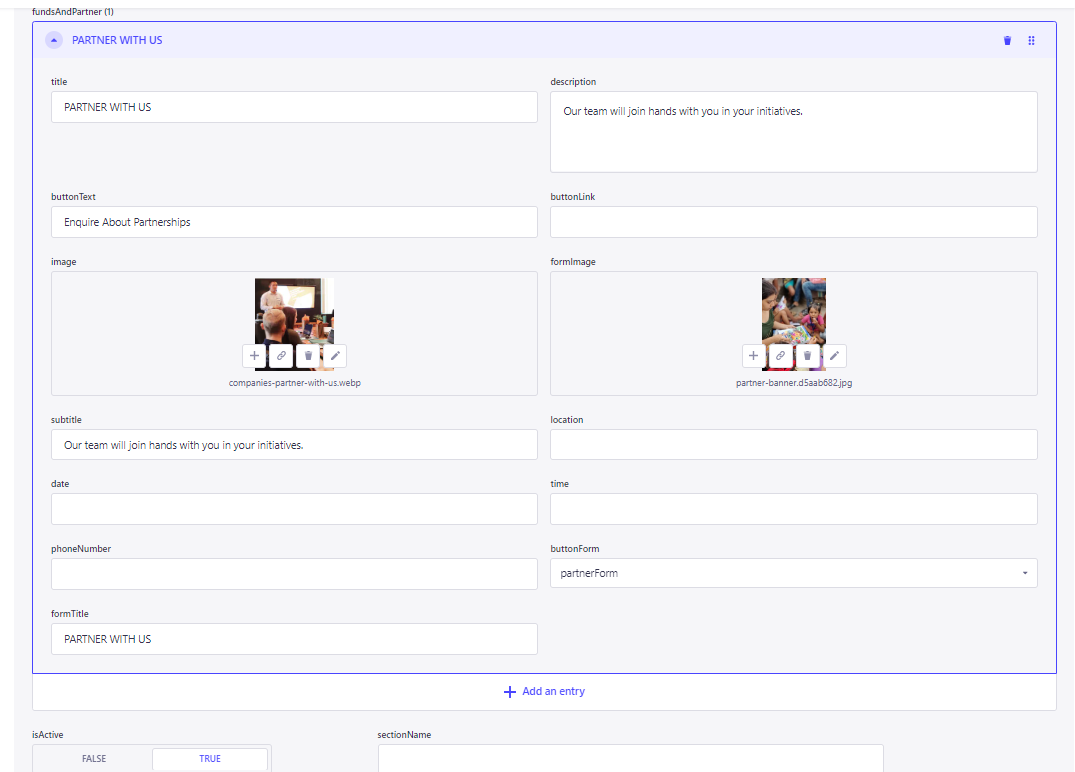 fundsAndPartner (1)
PARTNER WITH US
title
description
PARTNER WITH US
Our team will join hands with you in your initiatives.
buttonText
buttonLink
Enquire About Partnerships
image
formImage
companies-partner-with-us.webp
partner-banner.d5aab682.jpg
subtitle
location
Our team will join hands with you in your initiatives.
date
time
phoneNumber
buttonForm
partnerForm
formTitle
PARTNER WITH US
Add an entry
isActive
sectionName
FALSE
TRUE